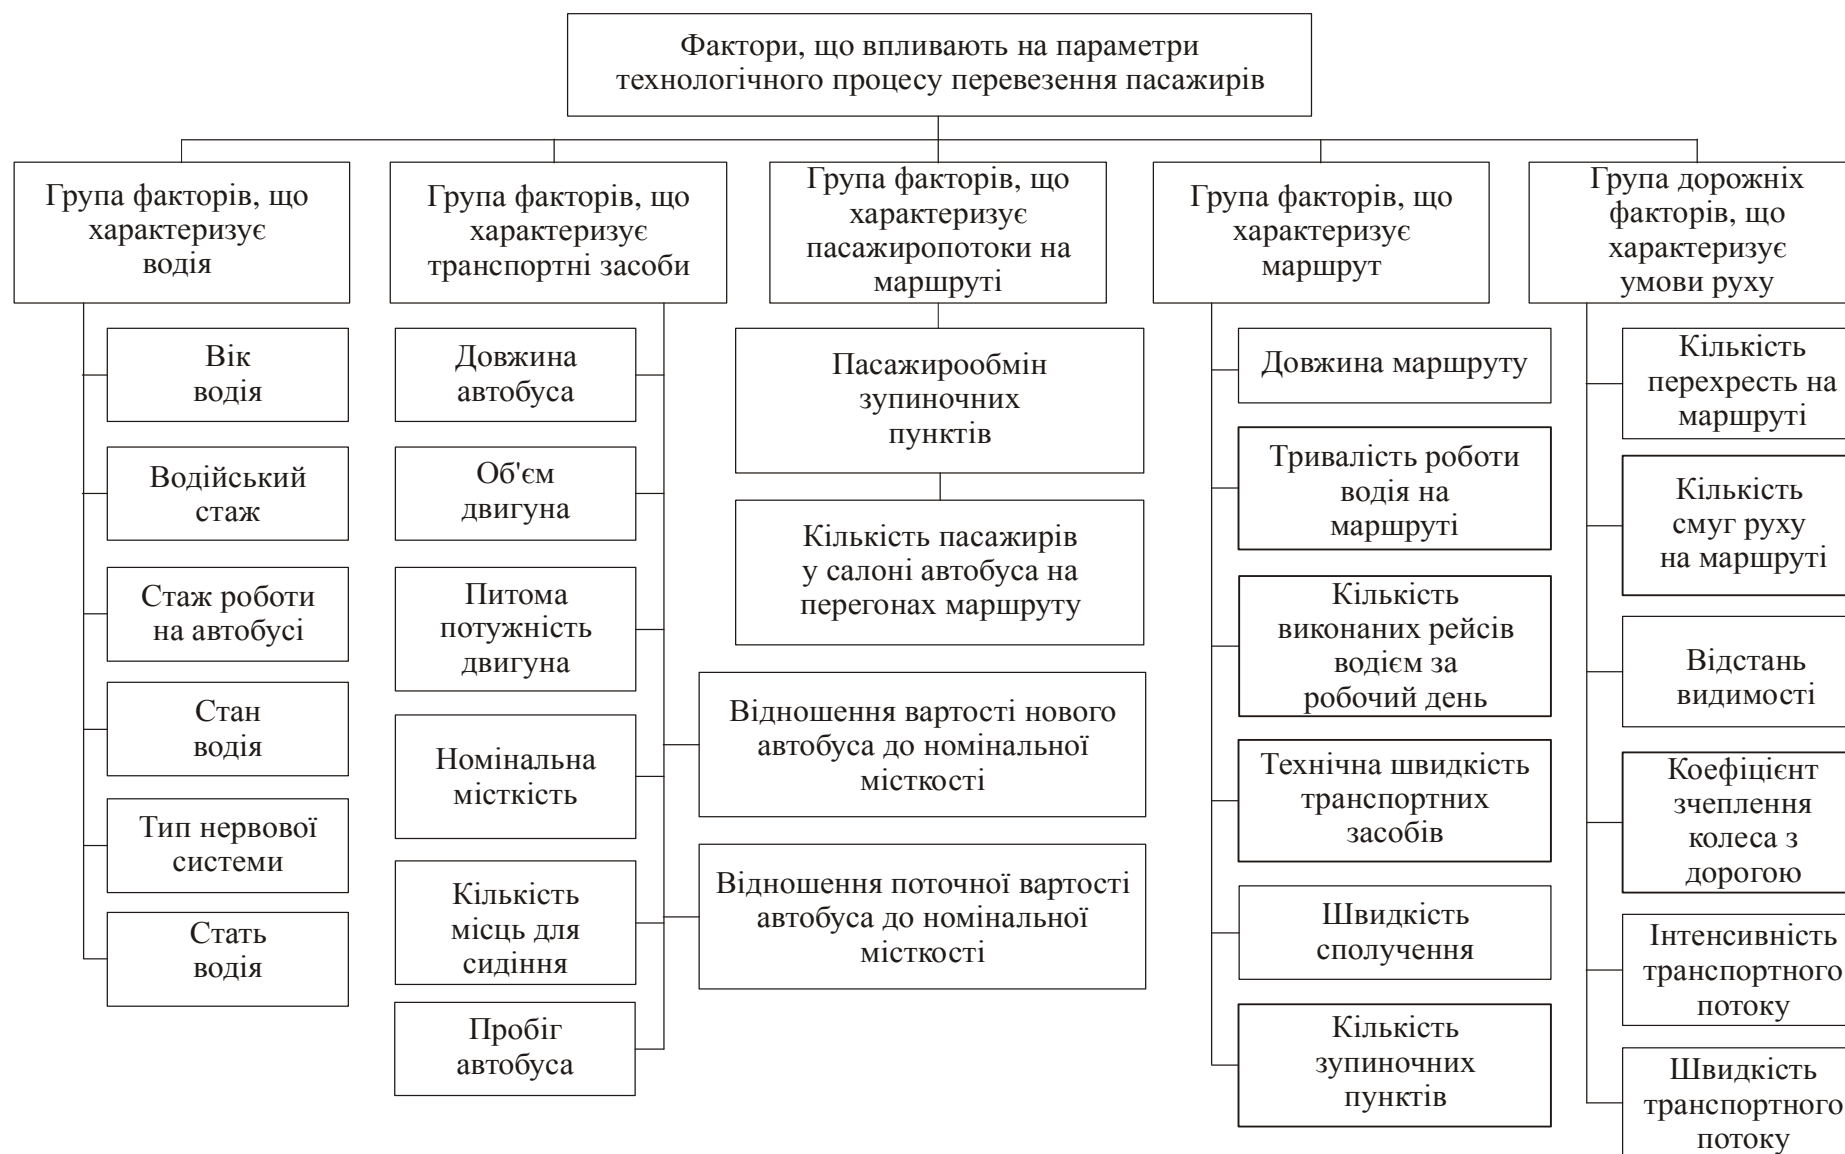 Фактори, що впливають на параметри
технологічного процесу перевезення пасажирів
Група факторів, що
характеризує
водія
Вік
водія
Водійський
стаж
Стаж роботи
на автобусі
Стан
водія
Тип нервової
системи
Стать
водія
Група факторів, що
характеризує
транспортні засоби
Довжина
автобуса
Об'єм
двигуна
Питома
потужність
двигуна
Номінальна
місткість
Кількість
місць для
сидіння
Пробіг
автобуса
Відношення вартості нового
автобуса до номінальної
місткості
Відношення поточної вартості
автобуса до номінальної
місткості
Група факторів, що
характеризує
пасажиропотоки на
маршруті
Пасажирообмін
зупиночних
пунктів
Кількість пасажирів
у салоні автобуса на
перегонах маршруту
Група факторів, що
характеризує
маршрут
Довжина маршруту
Тривалість роботи
водія на
маршруті
Кількість
виконаних рейсів
водієм за
робочий день
Технічна швидкість
транспортних
засобів
Швидкість
сполучення
Кількість
зупиночних
пунктів
Група дорожніх
факторів, що
характеризує
умови руху
Кількість
перехресть на
маршруті
Кількість
смуг руху
на маршруті
Відстань
видимості
Коефіцієнт
зчеплення
колеса з
дорогою
Інтенсивність
транспортного
потоку
Швидкість
транспортного
потоку